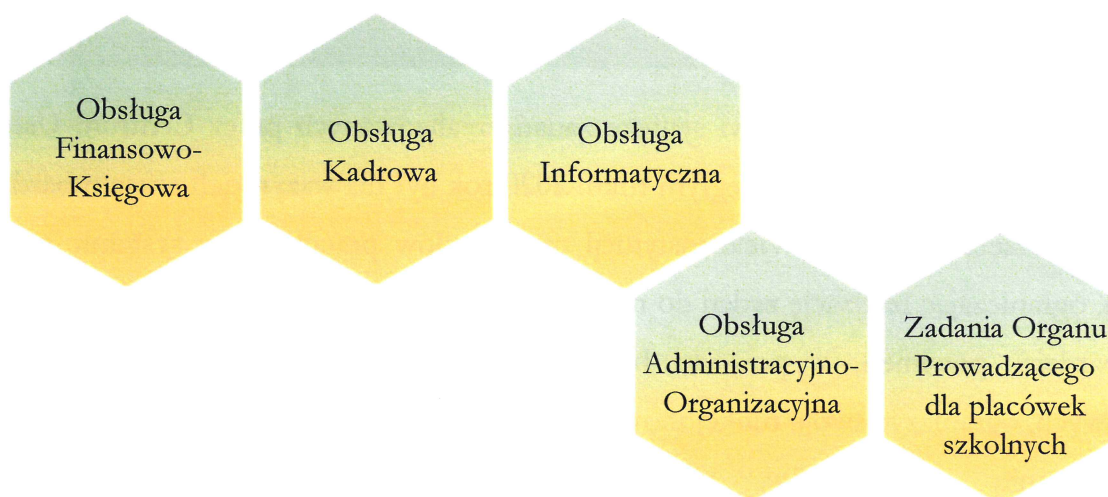 Obsługa
Finansowo-
Księgowa
Obsługa
Kadrowa
Obsługa
Informatyczna
Obsługa
Administracyjno-
Organizacyjna
Zadania Organu
Prowadzącego
dla placówek
szkolnych